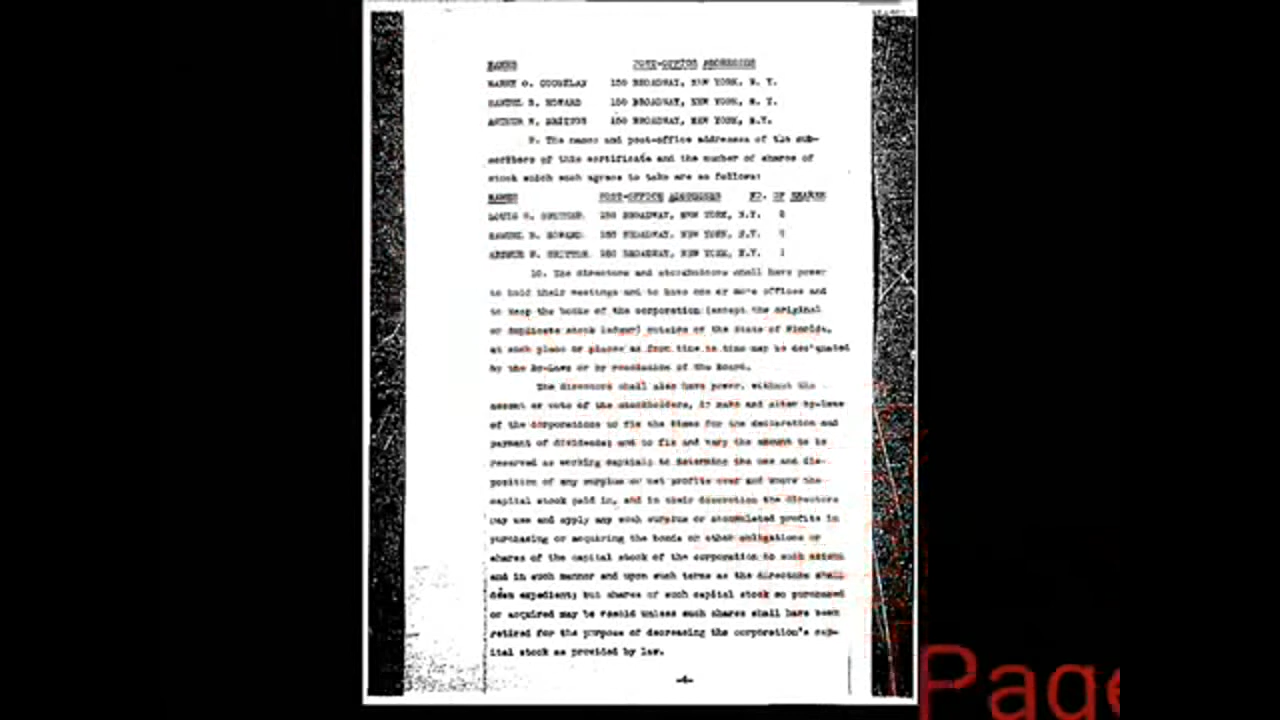 NAMES POST-OFFICE ADDRESSES
HARRY O. COUGHLAN 150 BROADWAY, NEW YORK, N. Y.
SAMUEL B. HOWARD 150 BROADWAY, NEW YORK, N. Y.
ARTHUR W. BRITTON 150 BROADWAY, NEW YORK, N.Y.
9. The names and post-office addresses of the sub-
scribers of this certificate and the number of shares of
stock which each agrees to take are as follows:
NAMES POST-OFFICE ADDRESSES NO. OF SHARES
LOUIS 150 BROADWAY, NEW YORK, N.Y.
SAMUEL B. HOWARD 150 BROADWAY, NEW YORK, N.Y.
ARTHUR W. BRITTON 150 BROADWAY, NEW YORK, N.Y. 1
10. The directors and stockholders shall have power
to hold their meetings and to have one or more offices and
to keep the books of the corporation (except the original
or duplicate stock ledger) outside of the State of Florida,
at such place or places as from time to time may be designated
by the By-Laws or by resolution of the Board.
The directors shall also have power, without the
assent or vote of the stockholders, to make and alter by-laws
of the corporation; to fix the times for the declaration and
payment of dividends; and to fix and vary the amount to be
reserved as working capital; to determine the use and dis-
position of any surplus or net profits over and above the
capital stock paid in, and in their discretion the directors
may use and apply any such surplus or accumulated profits in
purchasing or acquiring the bonds or other obligations or
shares of the capital stock of the corporation to such extent
and in such manner and upon such terms as the directors shall
deem expedient; but shares of such capital stock so purchased
or acquired may be resold unless such shares shall have been
retired for the purpose of decreasing the corporation's cap-
ital stock as provided by law.
-4-
Page